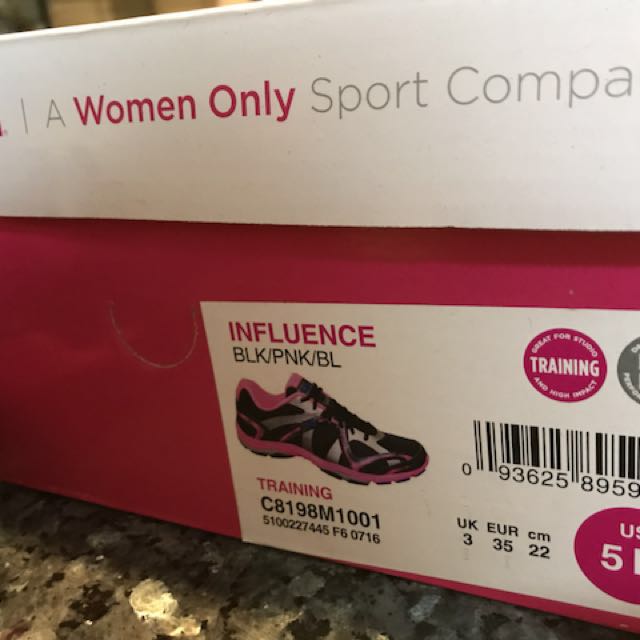 A Women Only Sport Compa
INFLUENCE
BLK/PNK/BL
GREAT FOR STUDIO
TRAINING
AND HIGH IMPACT
TRAINING
C8198M1001
5100227445 F6 0716
0 93625 8959
UK EUR cm
3 35 22
US
5